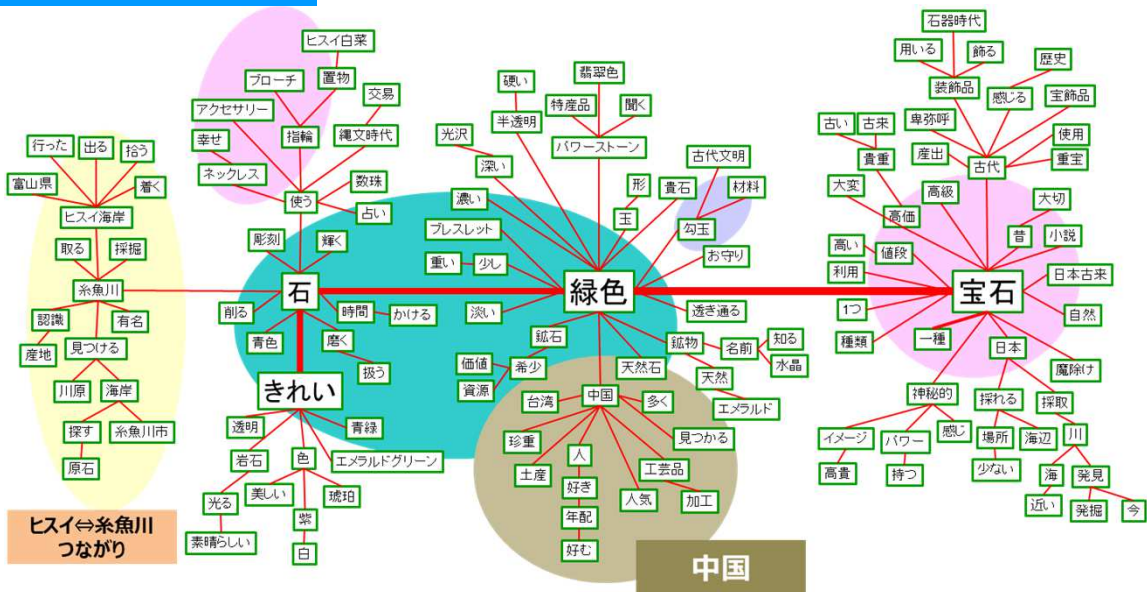 ヒスイ白菜
ブローチ
置物
アクセサリー
交易
幸せ
指輪
縄文時代
ネックレス
使う
数珠
占い
彫刻
輝く
行った
出る
拾う
富山県
着く
ヒスイ海岸
取る
採掘
糸魚川
認識
有名
産地
見つける
川原
海岸
探す
糸魚川市
原石
ヒスイ⇔糸魚川
つながり
石
削る
時間
かける
青色
磨く
扱う
きれい
透明
青緑
岩石
色
エメラルドグリーン
光る
美しい
琥珀
素晴らしい
紫
白
硬い
翡翠色
特産品
聞く
光沢
半透明
パワーストーン
深い
古代文明
濃い
形
貴石
材料
ブレスレット
玉
勾玉
重い
少し
お守り
緑色
淡い
透き通る
鉱石
鉱物
名前
知る
水晶
価値
希少
資源
天然石
天然
エメラルド
台湾
中国
多く
珍重
見つかる
土産
人
工芸品
好き
人気
加工
年配
好む
中国
石器時代
用いる
飾る
歴史
装飾品
感じる
宝飾品
古い
古来
卑弥呼
使用
貴重
産出
古代
重宝
大変
高級
大切
高価
昔
小説
高い
値段
利用
宝石
日本古来
1つ
自然
種類
一種
日本
魔除け
神秘的
採れる
採取
イメージ
パワー
感じ
場所
海辺
川
高貴
持つ
少ない
海
発見
近い
発掘
今